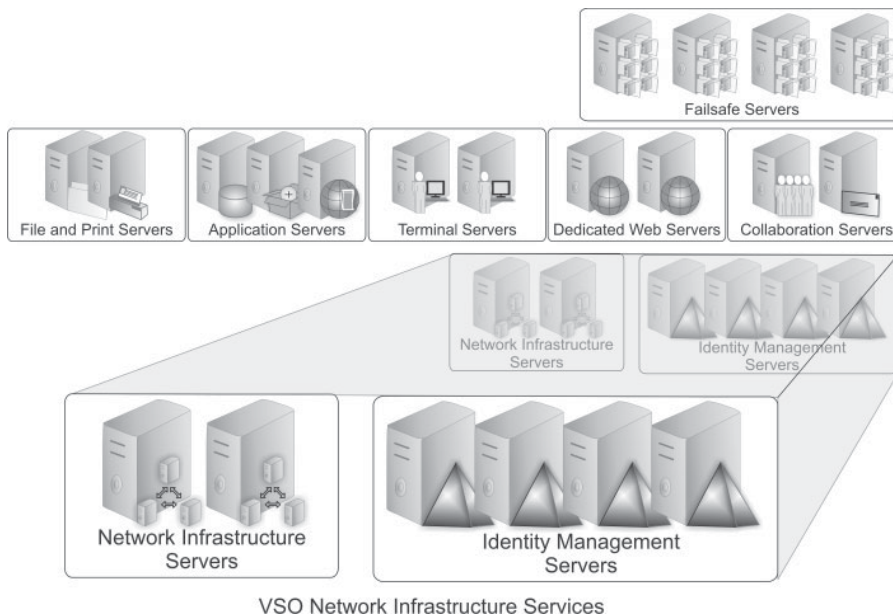 Failsafe Servers
File and Print Servers
Application Servers
Terminal Servers
Dedicated Web Servers
Collaboration Servers
Network Infrastructure
Servers
Identity Management
Servers
Network Infrastructure
Servers
Identity Management
Servers
VSO Network Infrastructure Services